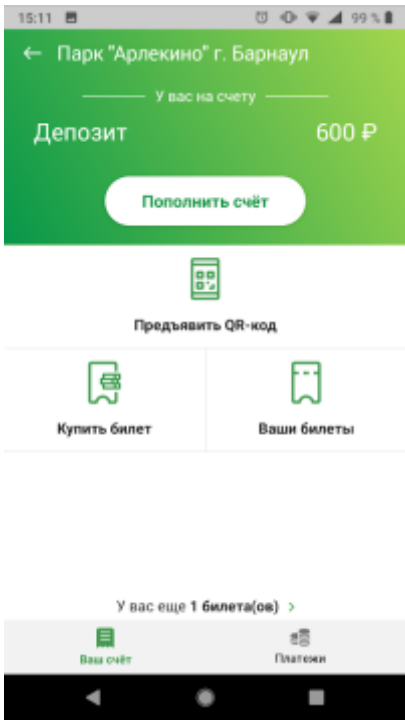 15:11 99 %
← Парк "Арлекино" г. Барнаул
У вас на счету
Депозит 600 ₽
Пополнить счёт
Предъявить QR-код
Купить билет Ваши билеты
У вас еще 1 билета(ов) >
Ваш счёт Платежи